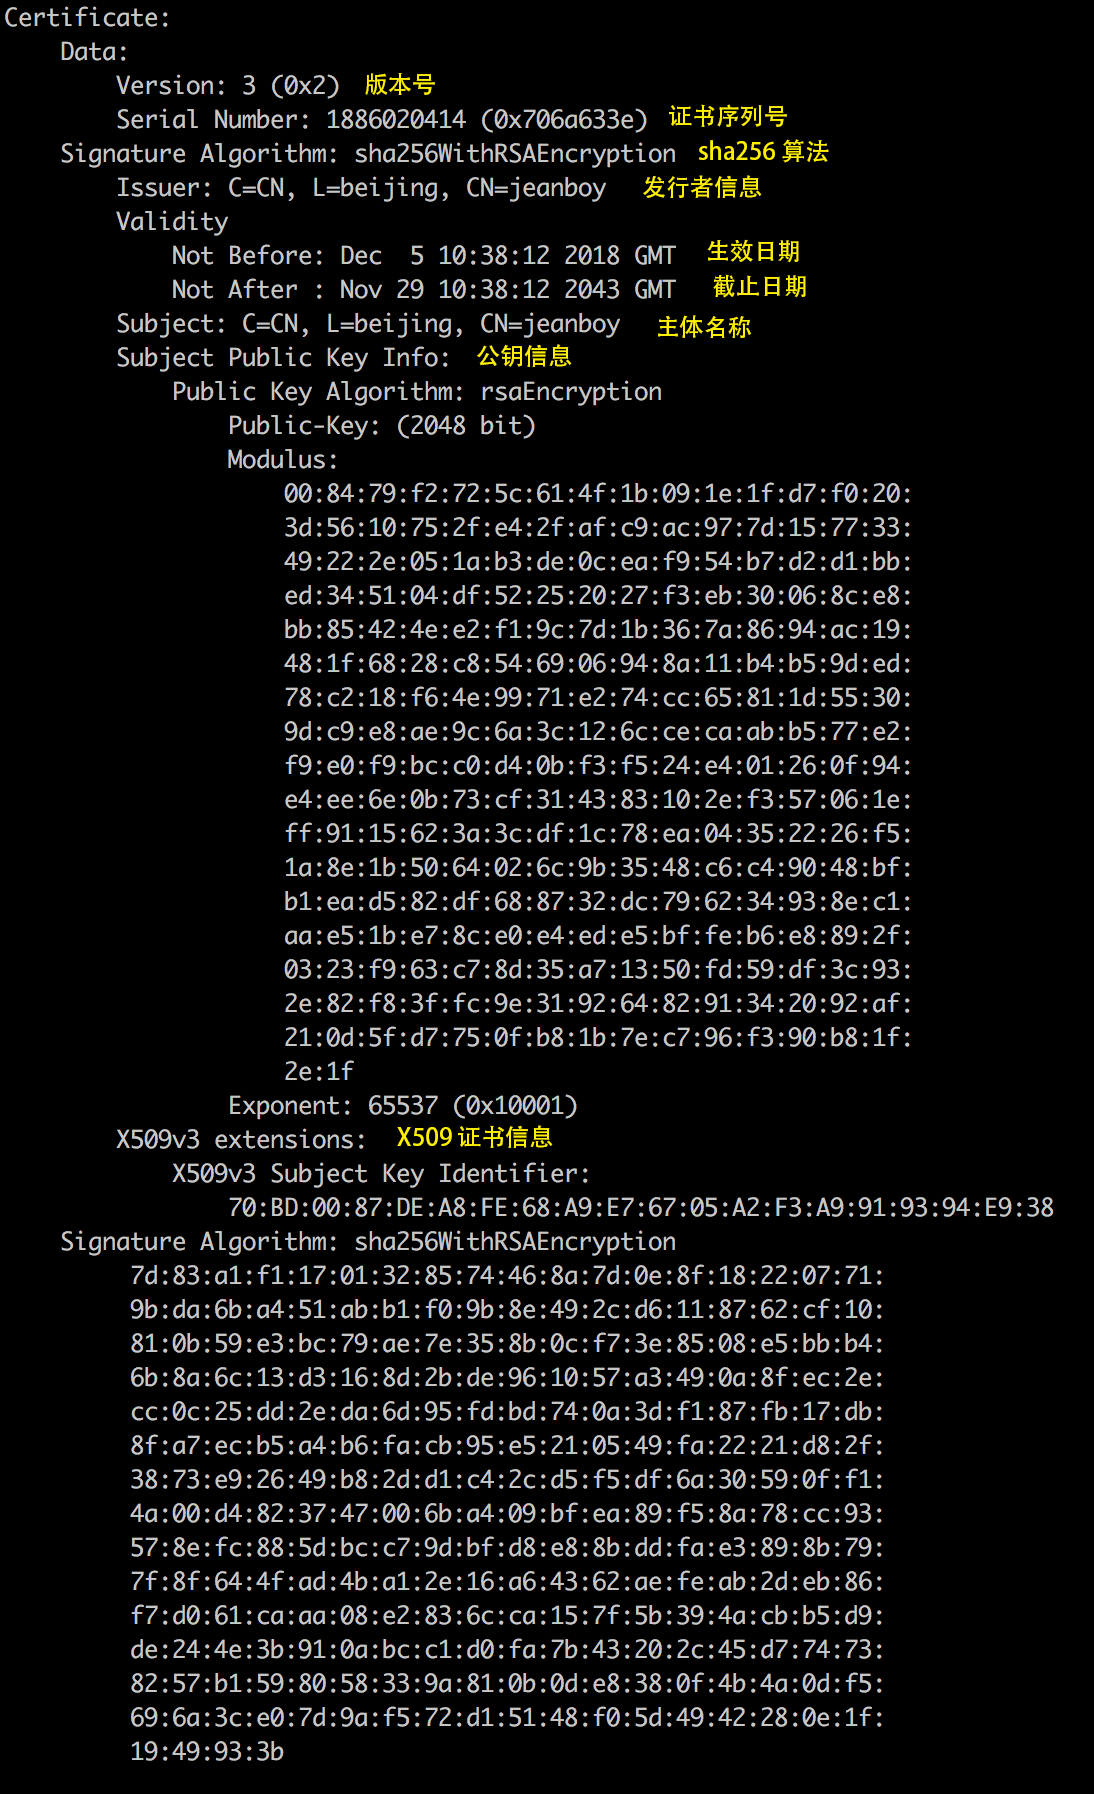 Certificate:
Data:
Version: 3 (0x2) 版本号
Serial Number: 1886020414 (0x706a633e) 证书序列号
Signature Algorithm: sha256WithRSAEncryption sha256 算法
Issuer: C=CN, L=beijing, CN=jeanboy 发行者信息
Validity
Not Before: Dec  5 10:38:12 2018 GMT 生效日期
Not After : Nov 29 10:38:12 2043 GMT 截止日期
Subject: C=CN, L=beijing, CN=jeanboy 主体名称
Subject Public Key Info: 公钥信息
Public Key Algorithm: rsaEncryption
Public-Key: (2048 bit)
Modulus:
00:84:79:f2:72:5c:61:4f:1b:09:1e:1f:d7:f0:20:
3d:56:10:75:2f:e4:2f:af:c9:ac:97:7d:15:77:33:
49:22:2e:05:1a:b3:de:0c:ea:f9:54:b7:d2:d1:bb:
ed:34:51:04:df:52:25:20:27:f3:eb:30:06:8c:e8:
bb:85:42:4e:e2:f1:9c:7d:1b:36:7a:86:94:ac:19:
48:1f:68:28:c8:54:69:06:94:8a:11:b4:b5:9d:ed:
78:c2:18:f6:4e:99:71:e2:74:cc:65:81:1d:55:30:
9d:c9:e8:ae:9c:6a:3c:12:6c:ce:ca:ab:b5:77:e2:
f9:e0:f9:bc:c0:d4:0b:f3:f5:24:e4:01:26:0f:94:
e4:ee:6e:0b:73:cf:31:43:83:10:2e:f3:57:06:1e:
ff:91:15:62:3a:3c:df:1c:78:ea:04:35:22:26:f5:
1a:8e:1b:50:64:02:6c:9b:35:48:c6:c4:90:48:bf:
b1:ea:d5:82:df:68:87:32:dc:79:62:34:93:8e:c1:
aa:e5:1b:e7:8c:e0:e4:ed:e5:bf:fe:b6:e8:89:2f:
03:23:f9:63:c7:8d:35:a7:13:50:fd:59:df:3c:93:
2e:82:f8:3f:fc:9e:31:92:64:82:91:34:20:92:af:
21:0d:5f:d7:75:0f:b8:1b:7e:c7:96:f3:90:b8:1f:
2e:1f
Exponent: 65537 (0x10001)
X509v3 extensions: X509 证书信息
X509v3 Subject Key Identifier:
70:BD:00:87:DE:A8:FE:68:A9:E7:67:05:A2:F3:A9:91:93:94:E9:38
Signature Algorithm: sha256WithRSAEncryption
7d:83:a1:f1:17:01:32:85:74:46:8a:7d:0e:8f:18:22:07:71:
9b:da:6b:a4:51:ab:b1:f0:9b:8e:49:2c:d6:11:87:62:cf:10:
81:0b:59:e3:bc:79:ae:7e:35:8b:0c:f7:3e:85:08:e5:bb:b4:
6b:8a:6c:13:d3:16:8d:2b:de:96:10:57:a3:49:0a:8f:ec:2e:
cc:0c:25:dd:2e:da:6d:95:fd:bd:74:0a:3d:f1:87:fb:17:db:
8f:a7:ec:b5:a4:b6:fa:cb:95:e5:21:05:49:fa:22:21:d8:2f:
38:73:e9:26:49:b8:2d:d1:c4:2c:d5:f5:df:6a:30:59:0f:f1:
4a:00:d4:82:37:47:00:6b:a4:09:bf:ea:89:f5:8a:78:cc:93:
57:8e:fc:88:5d:bc:c7:9d:bf:d8:e8:8b:dd:fa:e3:89:8b:79:
7f:8f:64:4f:ad:4b:a1:2e:16:a6:43:62:ae:fe:ab:2d:eb:86:
f7:d0:61:ca:aa:08:e2:83:6c:ca:15:7f:5b:39:4a:cb:b5:d9:
de:24:4e:3b:91:0a:bc:c1:d0:fa:7b:43:20:2c:45:d7:74:73:
82:57:b1:59:80:58:33:9a:81:0b:0d:e8:38:0f:4b:4a:0d:f5:
69:6a:3c:e0:7d:9a:f5:72:d1:51:48:f0:5d:49:42:28:0e:1f:
19:49:93:3b